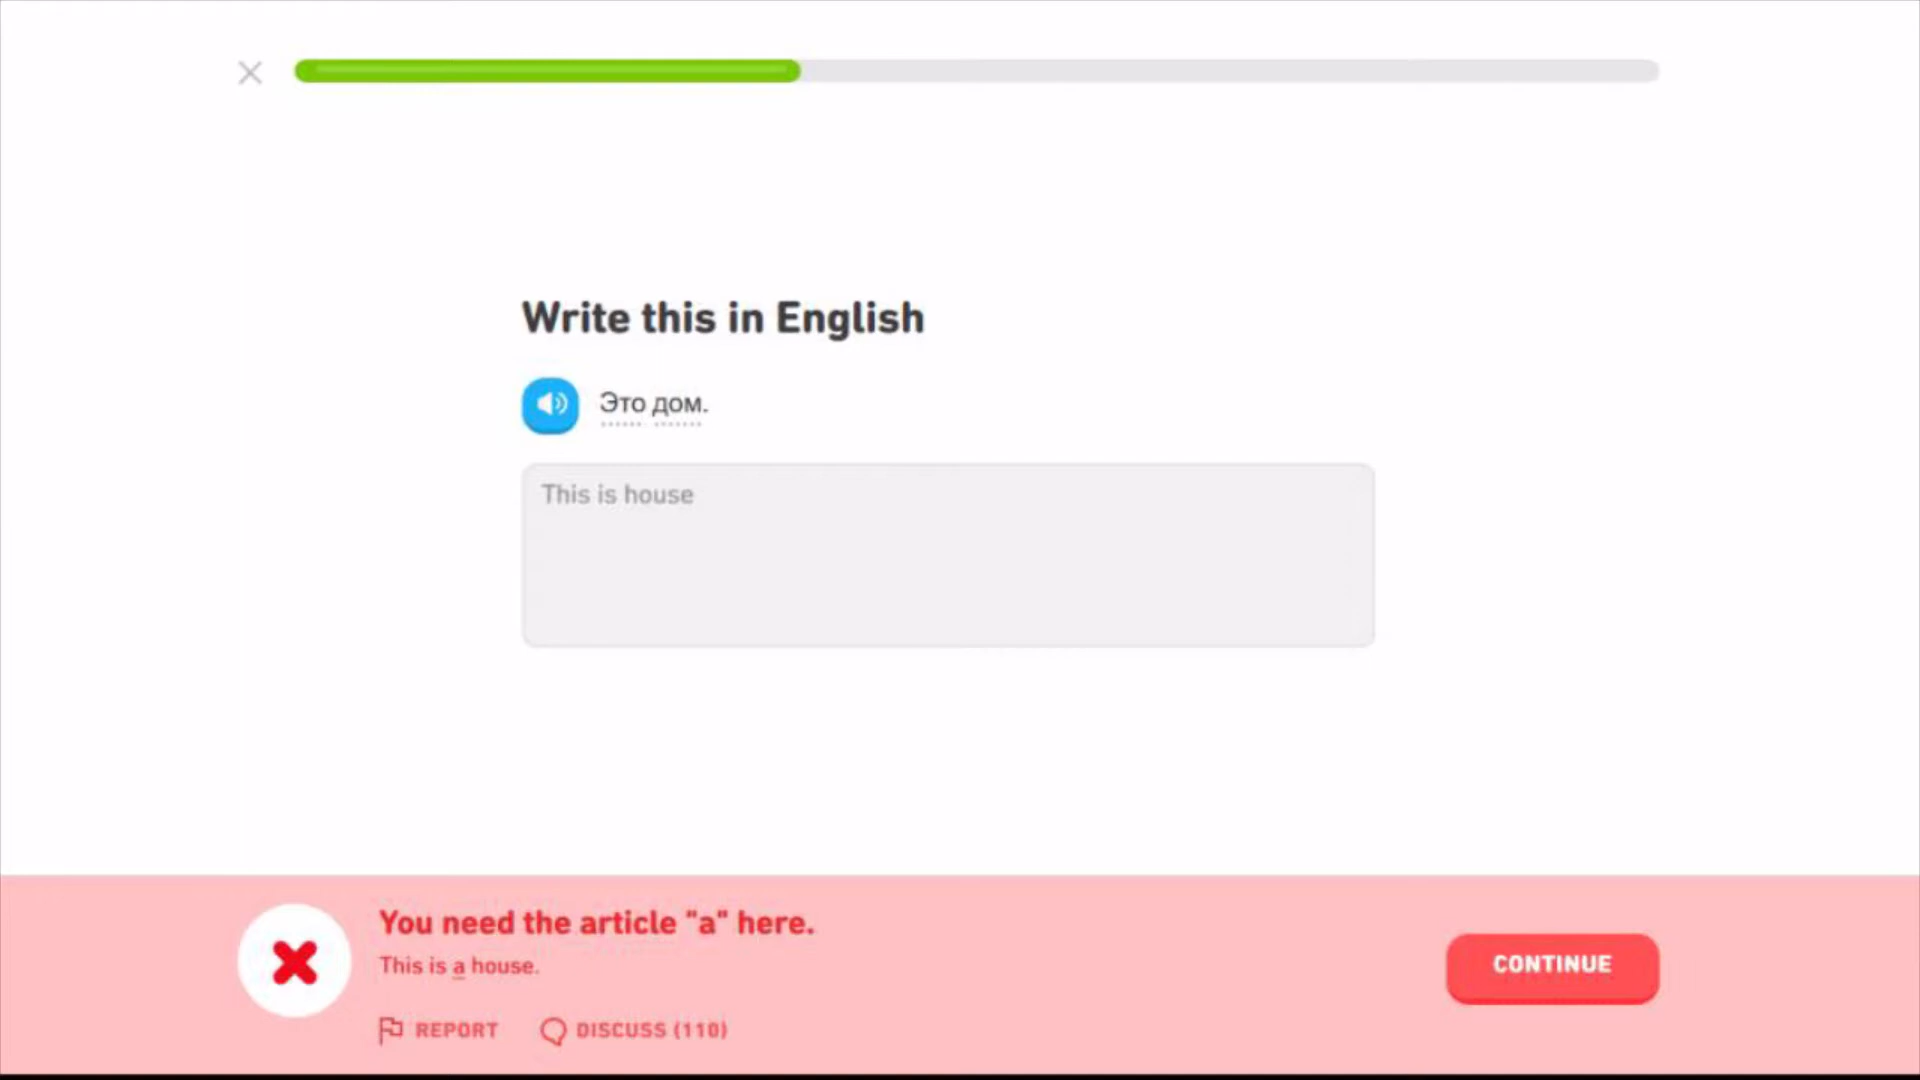 Write this in English
Это дом.
This is house
You need the article "a" here.
This is a house.
REPORT DISCUSS (110)
CONTINUE